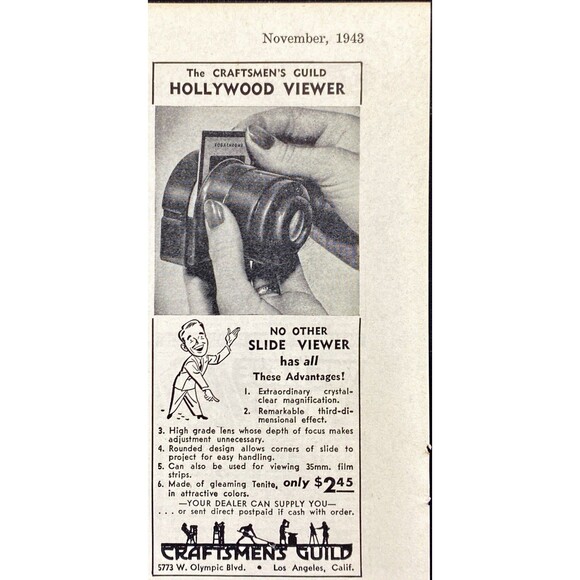 November, 1943
The CRAFTSMEN'S GUILD
HOLLYWOOD VIEWER
KODACHROME
NO OTHER
SLIDE VIEWER
has all
These Advantages!
1. Extraordinary crystal-
clear magnification.
2. Remarkable third-di-
mensional effect.
3. High grade lens whose depth of focus makes
adjustment unnecessary.
4. Rounded design allows corners of slide to
project for easy handling.
5. Can also be used for viewing 35mm. film
strips.
6. Made of gleaming Tenite, only $2.45
in attractive colors.
—YOUR DEALER CAN SUPPLY YOU—
. . . or sent direct postpaid if cash with order.
CRAFTSMEN'S GUILD
5773 W. Olympic Blvd. • Los Angeles, Calif.